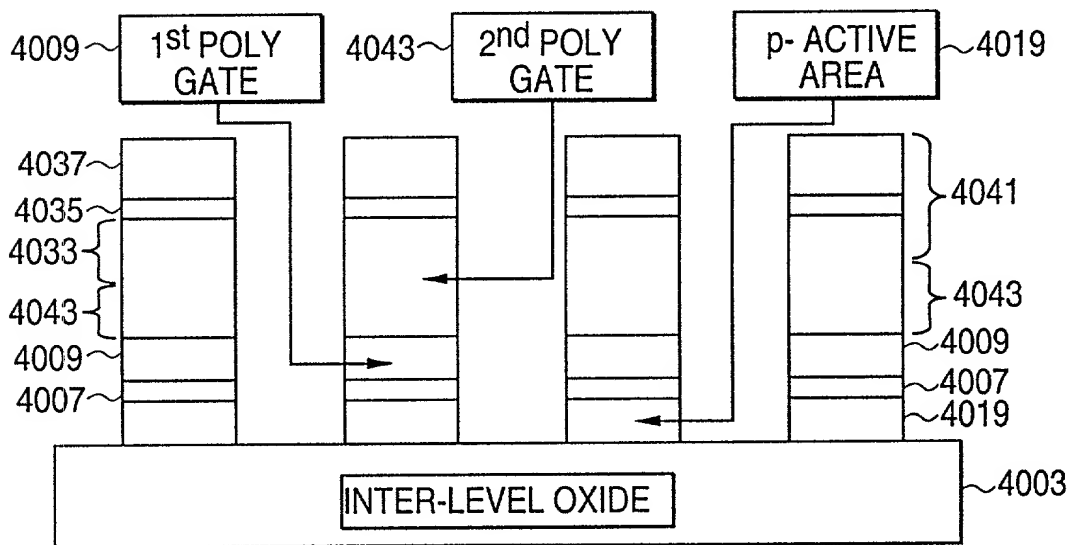 4009
1st POLY
GATE
4043
2nd POLY
GATE
p- ACTIVE
AREA
4019
4037
4035
4033
4043
4009
4007
4041
4043
4009
4007
4019
INTER-LEVEL OXIDE
4003